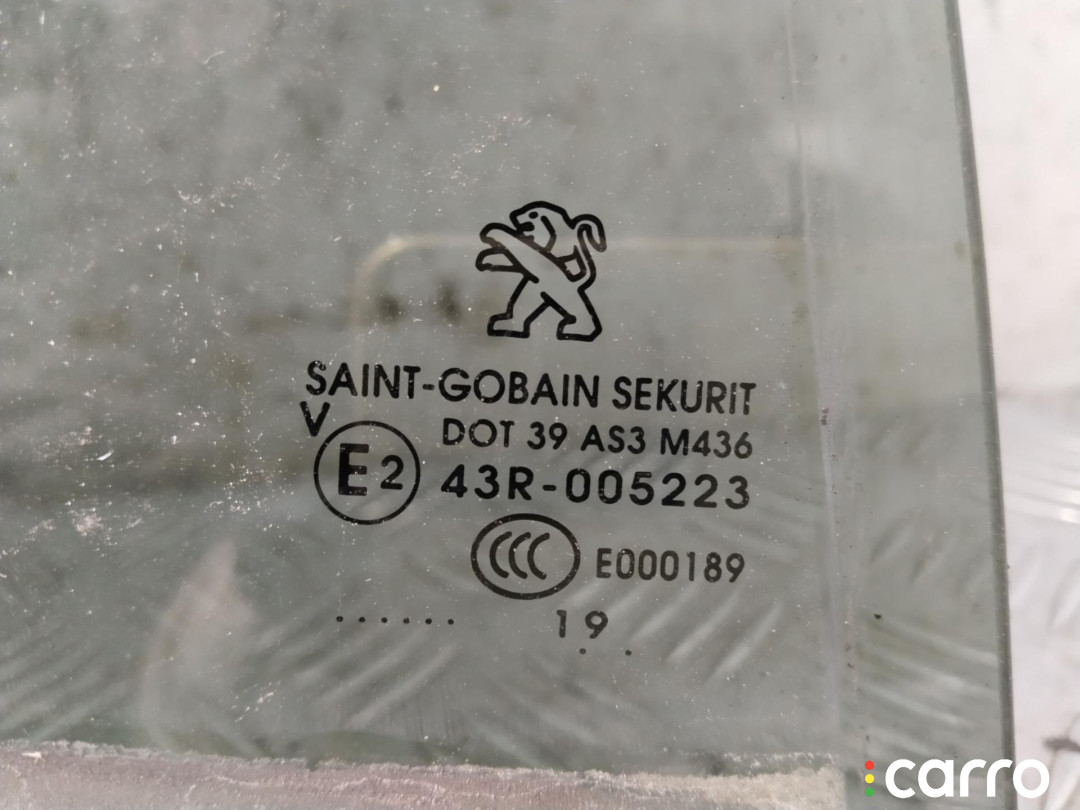 SAINT-GOBAIN SEKURIT
V
DOT 39 AS3 M436
E2
43R-005223
CCC E000189
...... 19
. .
carro